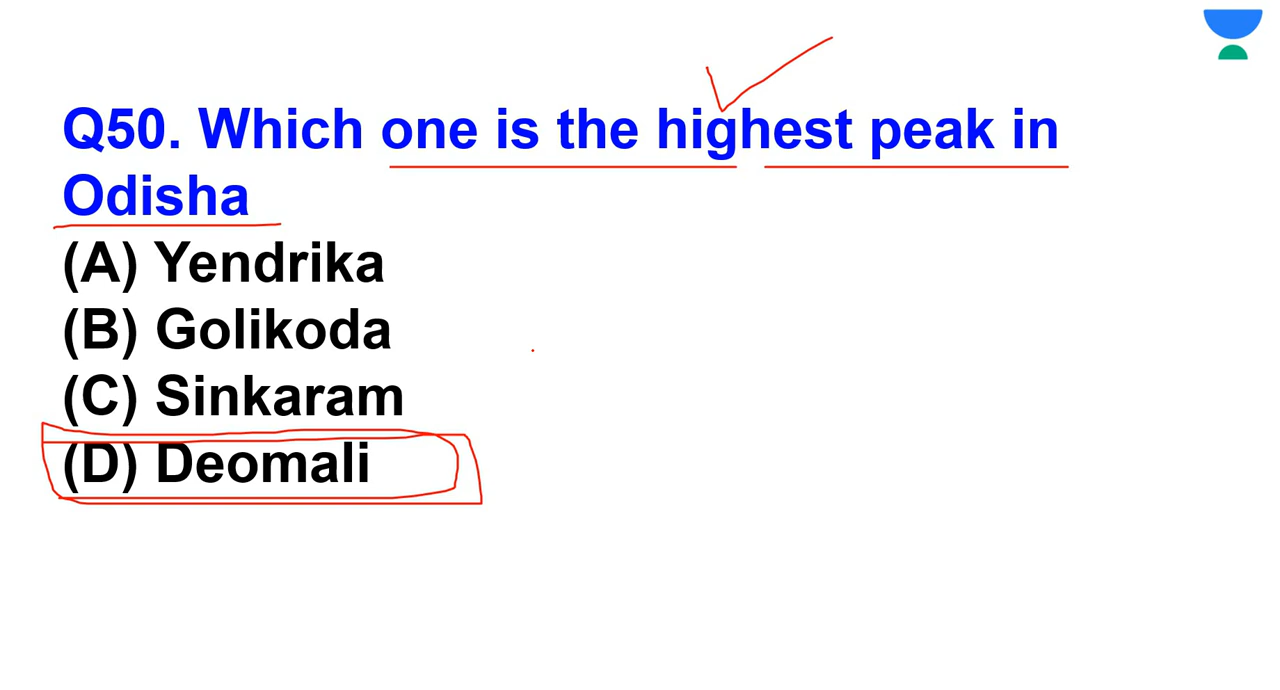 Q50. Which one is the highest peak in
Odisha
(A) Yendrika
(B) Golikoda
(C) Sinkaram
(D) Deomali